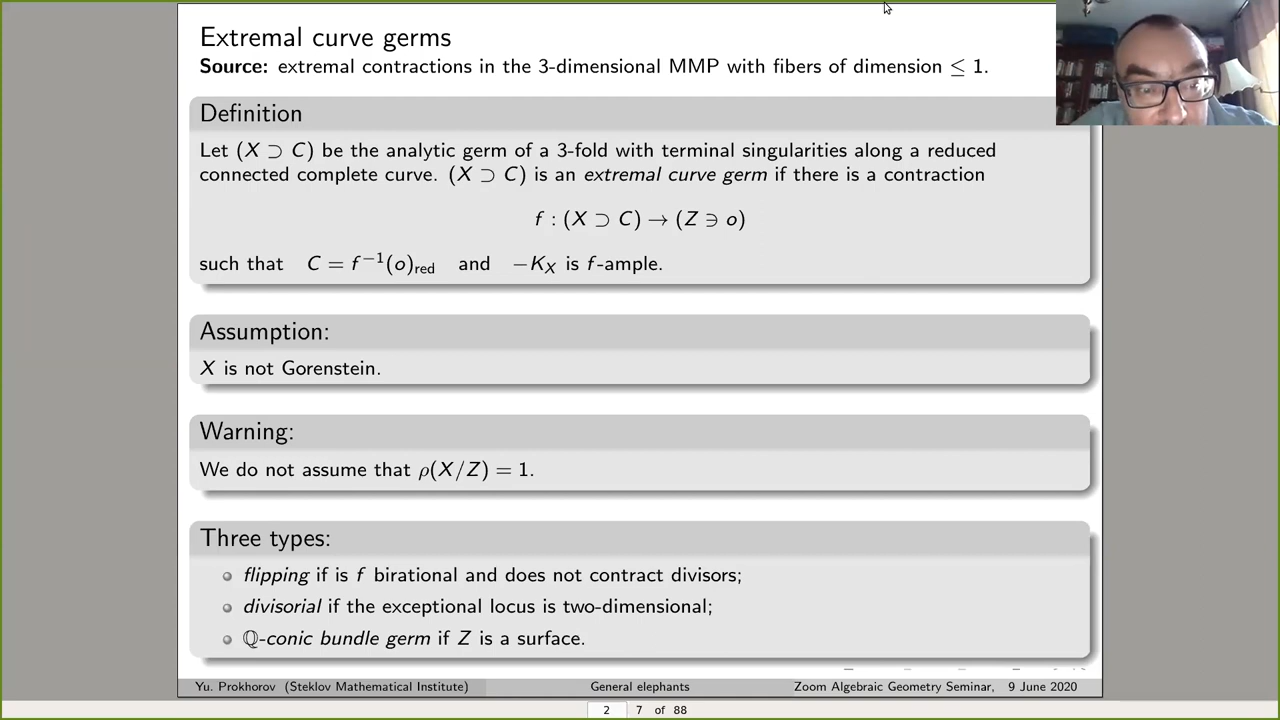 Extremal curve germs
Source: extremal contractions in the 3-dimensional MMP with fibers of dimension ≤ 1.
Definition
Let (X ⊃ C) be the analytic germ of a 3-fold with terminal singularities along a reduced
connected complete curve. (X ⊃ C) is an extremal curve germ if there is a contraction
f : (X ⊃ C) → (Z ∋ o)
such that C = f⁻¹(o)red and −K_X is f-ample.
Assumption:
X is not Gorenstein.
Warning:
We do not assume that ρ(X/Z) = 1.
Three types:
flipping if is f birational and does not contract divisors;
divisorial if the exceptional locus is two-dimensional;
ℚ-conic bundle germ if Z is a surface.
Yu. Prokhorov (Steklov Mathematical Institute) General elephants Zoom Algebraic Geometry Seminar, 9 June 2020
2 7 of 88